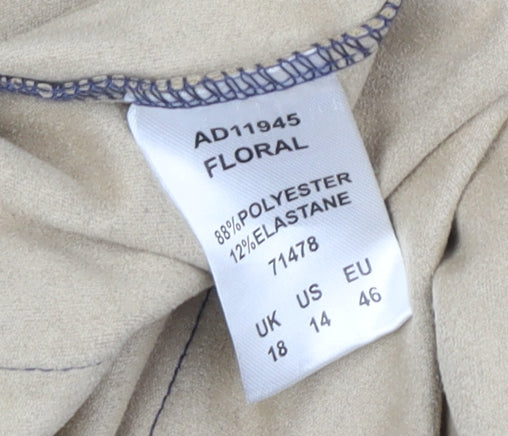 AD11945
FLORAL
88%POLYESTER
12%ELASTANE
71478
UK US EU
18 14 46